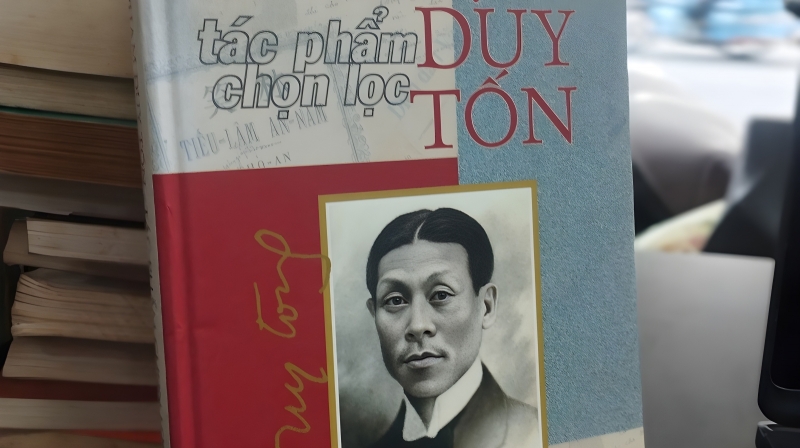 tác phẩm
chọn lọc
DUY
TỐN
TIẾU-LÂM AN-NAM